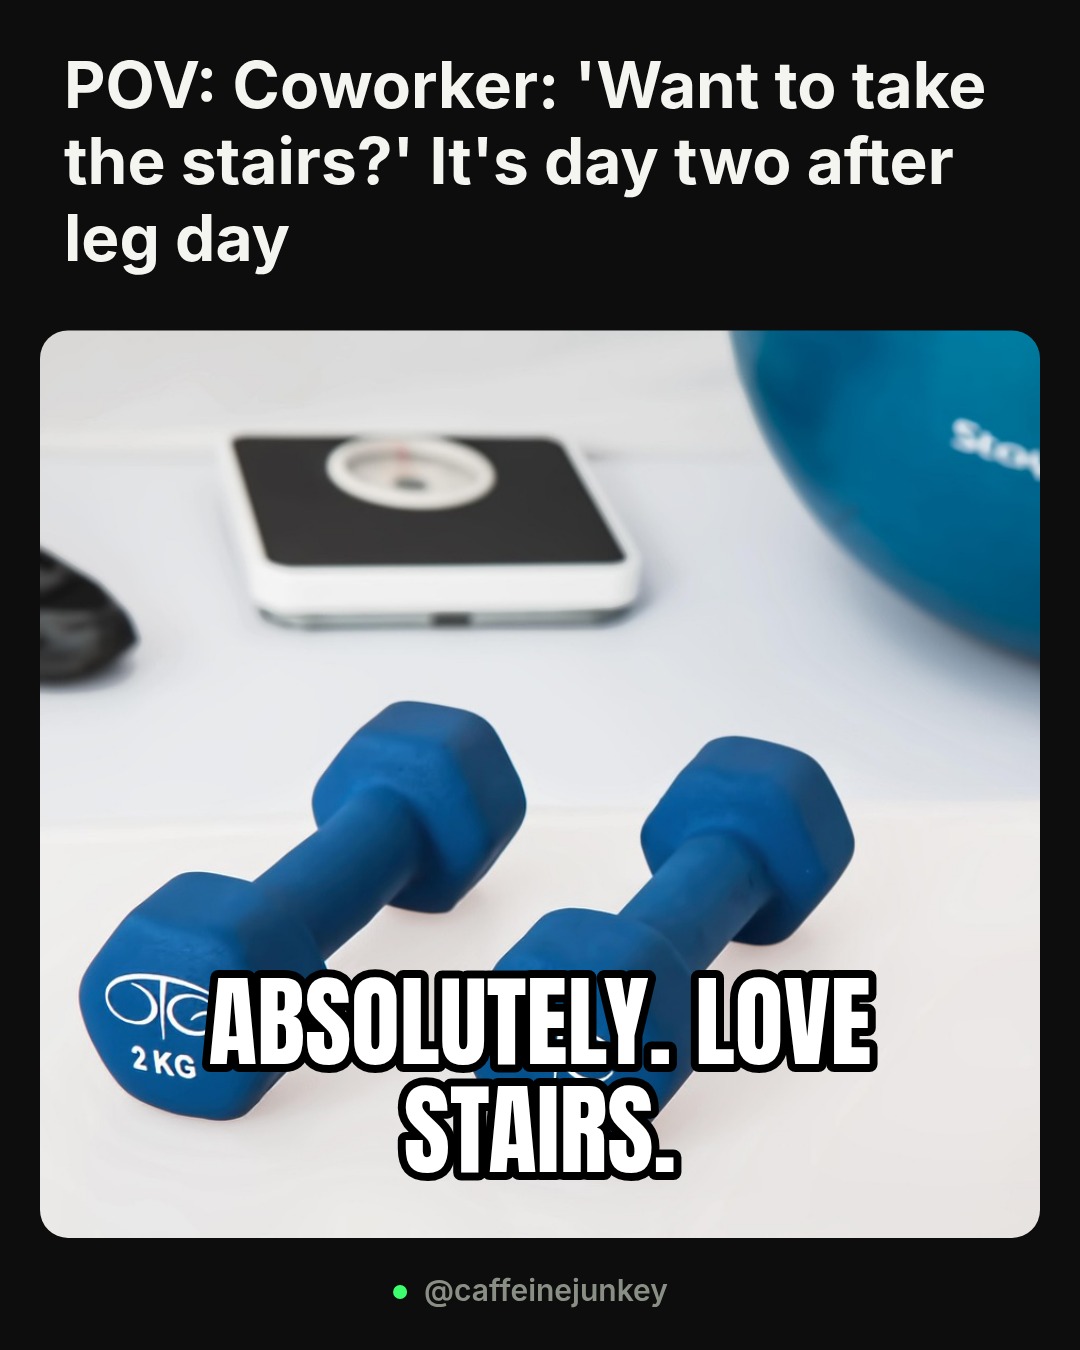 POV: Coworker: 'Want to take
the stairs?' It's day two after
leg day
2 KG
ABSOLUTELY. LOVE
STAIRS.
@caffeinejunkey